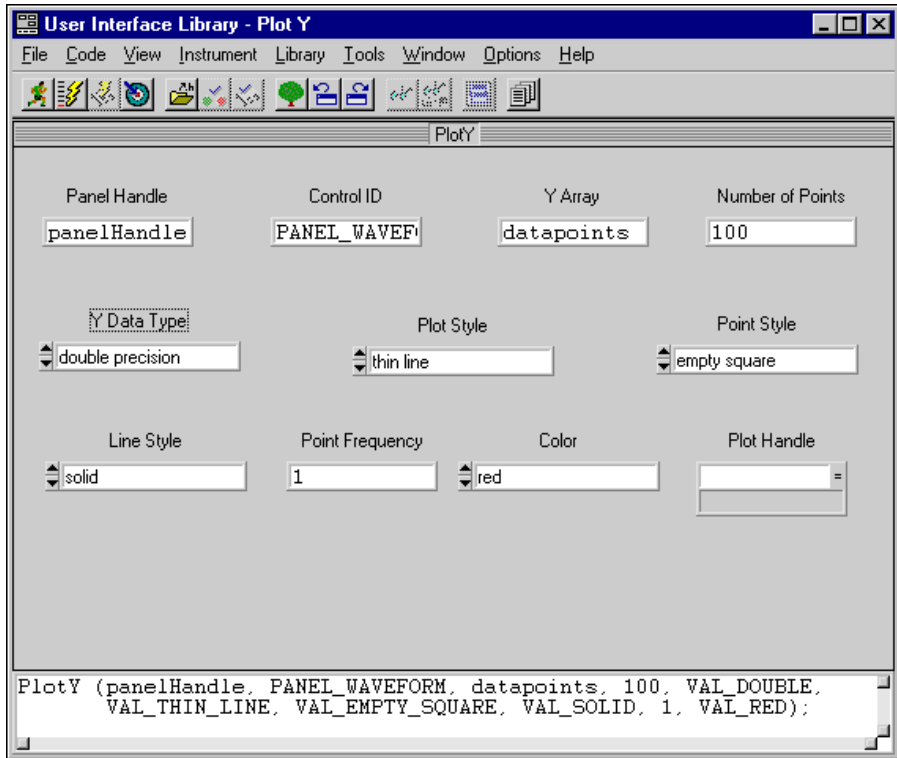 User Interface Library - Plot Y
File Code View Instrument Library Tools Window Options Help
PlotY
Panel Handle Control ID Y Array Number of Points
panelHandle PANEL_WAVEF datapoints 100
Y Data Type Plot Style Point Style
double precision thin line empty square
Line Style Point Frequency Color Plot Handle
solid 1 red =
PlotY (panelHandle, PANEL_WAVEFORM, datapoints, 100, VAL_DOUBLE,
VAL_THIN_LINE, VAL_EMPTY_SQUARE, VAL_SOLID, 1, VAL_RED);